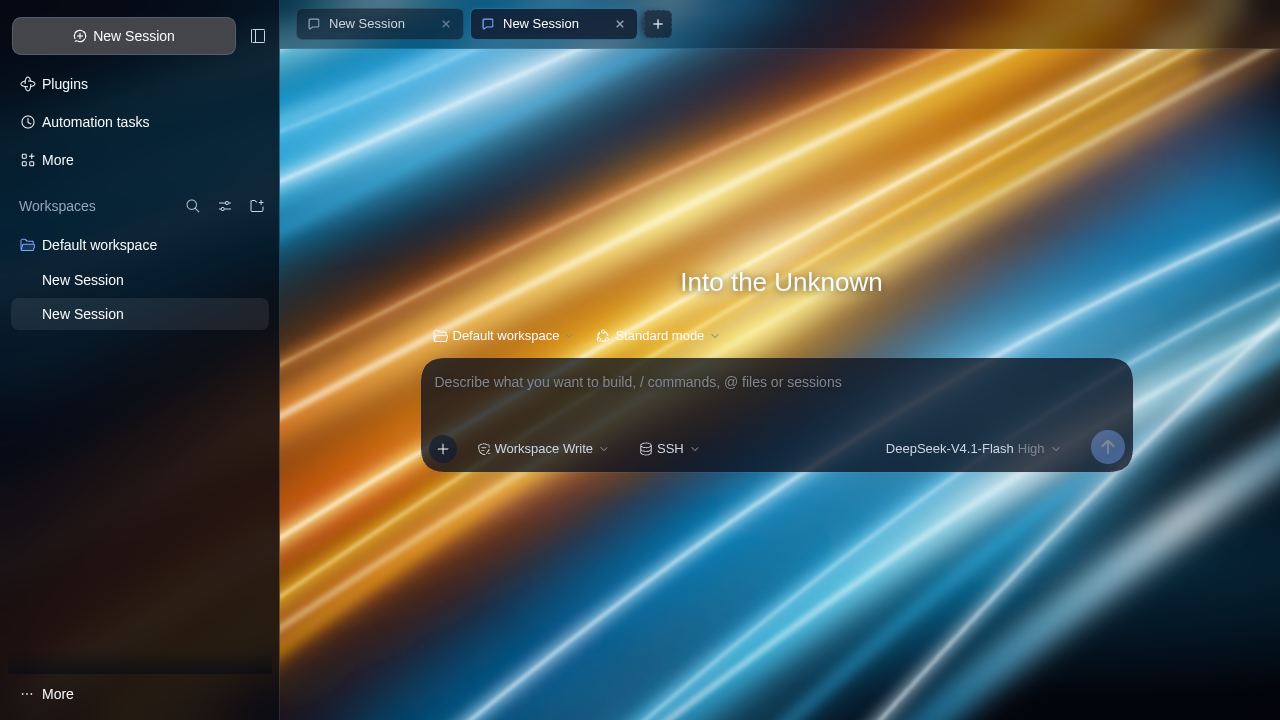 New Session
Plugins
Automation tasks
More
Workspaces
Default workspace
New Session
New Session
More
New Session
New Session
Into the Unknown
Default workspace
Standard mode
Describe what you want to build, / commands, @ files or sessions
Workspace Write
SSH
DeepSeek-V4.1-Flash High